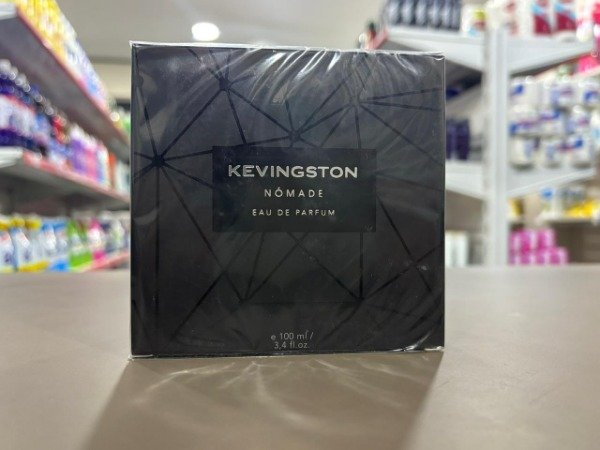 KEVINGSTON
NÓMADE
EAU DE PARFUM
e 100 ml /
3.4 fl.oz.